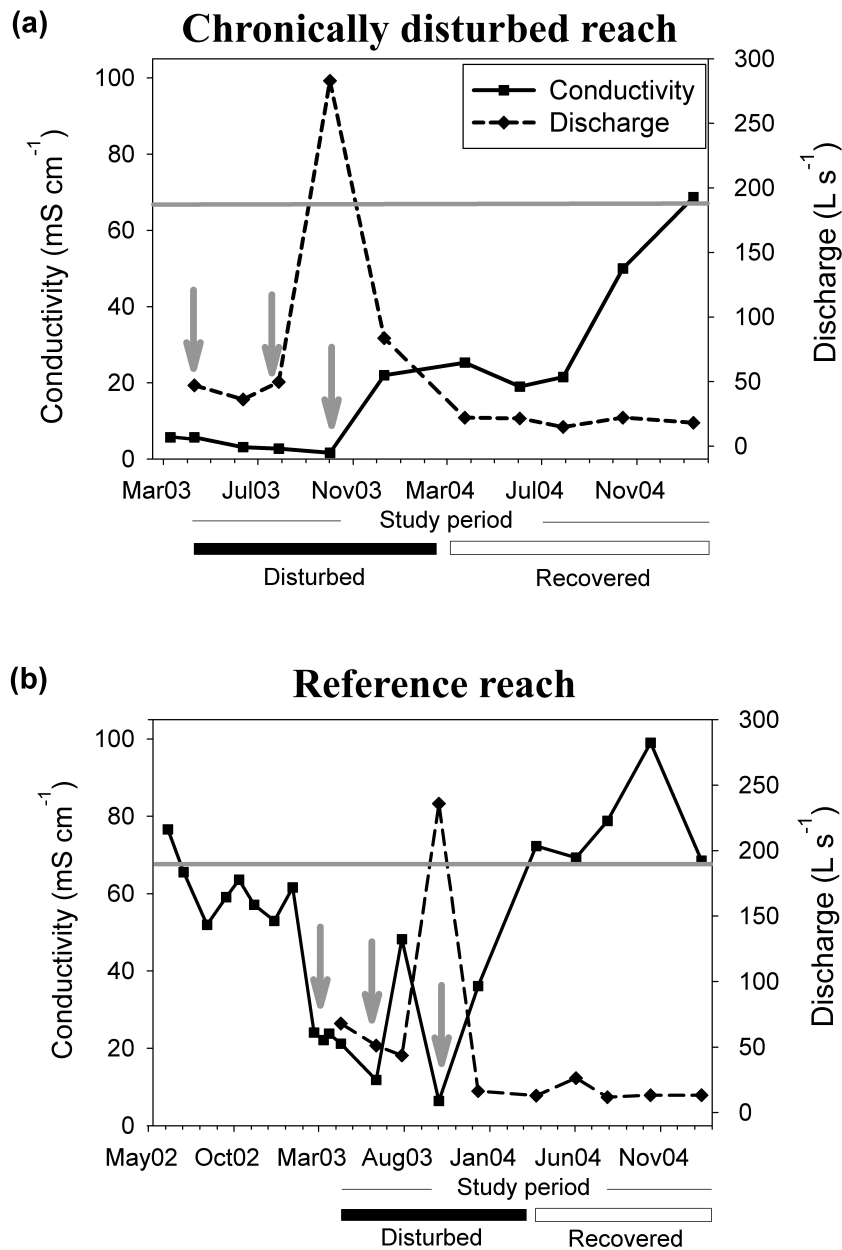 (a) Chronically disturbed reach
Conductivity
Discharge
Conductivity (mS cm⁻¹)
100
80
60
40
20
0
Discharge (L s⁻¹)
300
250
200
150
100
50
0
Mar03 Jul03 Nov03 Mar04 Jul04 Nov04
Study period
Disturbed Recovered
(b) Reference reach
Conductivity (mS cm⁻¹)
100
80
60
40
20
0
Discharge (L s⁻¹)
300
250
200
150
100
50
0
May02 Oct02 Mar03 Aug03 Jan04 Jun04 Nov04
Study period
Disturbed Recovered